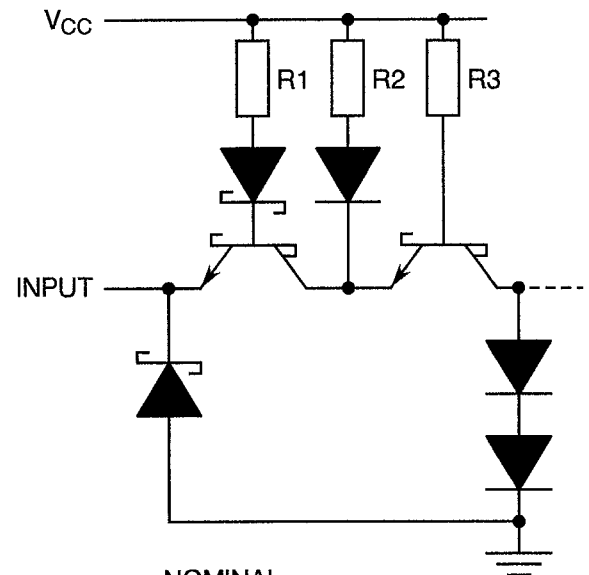 VCC
R1
R2
R3
INPUT
NOMINAL